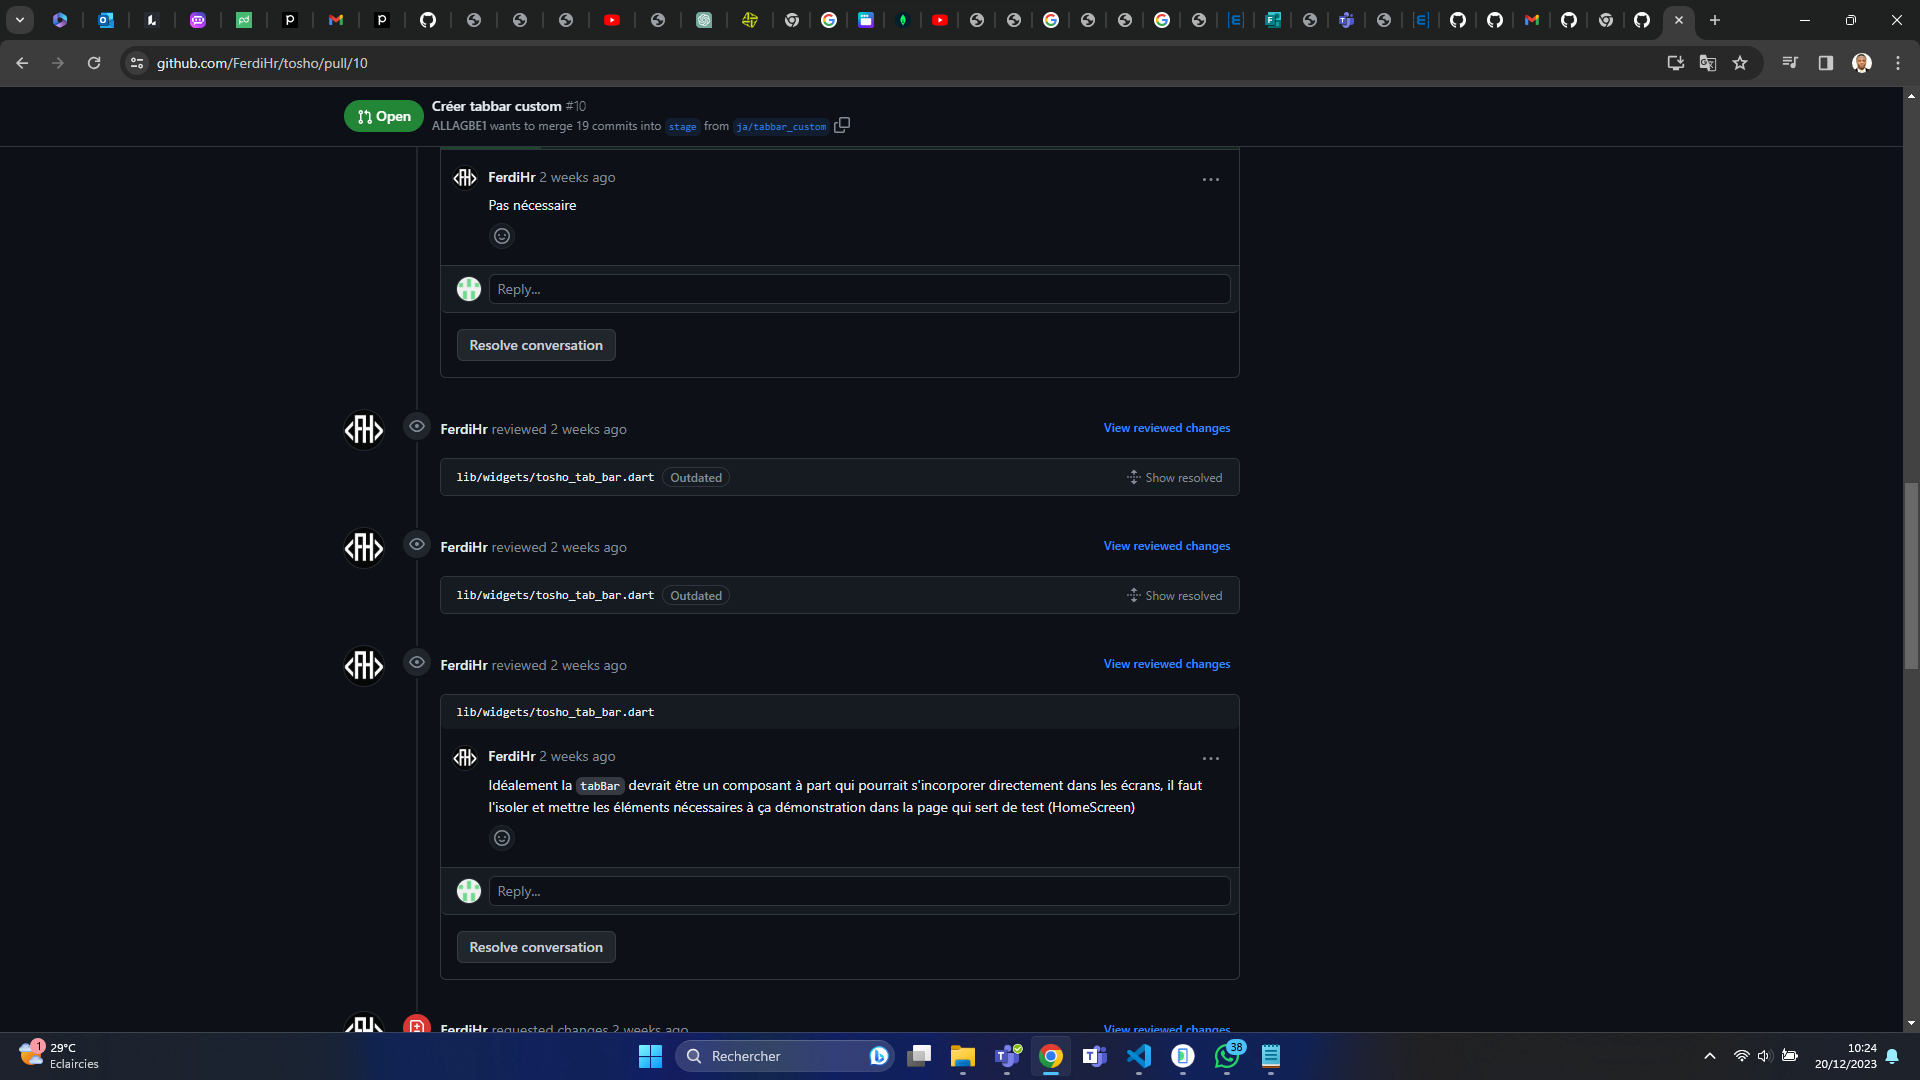 github.com/FerdiHr/tosho/pull/10
Open
Créer tabbar custom #10
ALLAGBE1 wants to merge 19 commits into stage from ja/tabbar_custom
FerdiHr 2 weeks ago
Pas nécessaire
Reply...
Resolve conversation
FerdiHr reviewed 2 weeks ago
View reviewed changes
lib/widgets/tosho_tab_bar.dart Outdated
Show resolved
FerdiHr reviewed 2 weeks ago
View reviewed changes
lib/widgets/tosho_tab_bar.dart Outdated
Show resolved
FerdiHr reviewed 2 weeks ago
View reviewed changes
lib/widgets/tosho_tab_bar.dart
FerdiHr 2 weeks ago
Idéalement la tabBar devrait être un composant à part qui pourrait s'incorporer directement dans les écrans, il faut
l'isoler et mettre les éléments nécessaires à ça démonstration dans la page qui sert de test (HomeScreen)
Reply...
Resolve conversation
FerdiHr requested changes 2 weeks ago
View reviewed changes
1
29°C
Eclaircies
Rechercher
38
10:24
20/12/2023